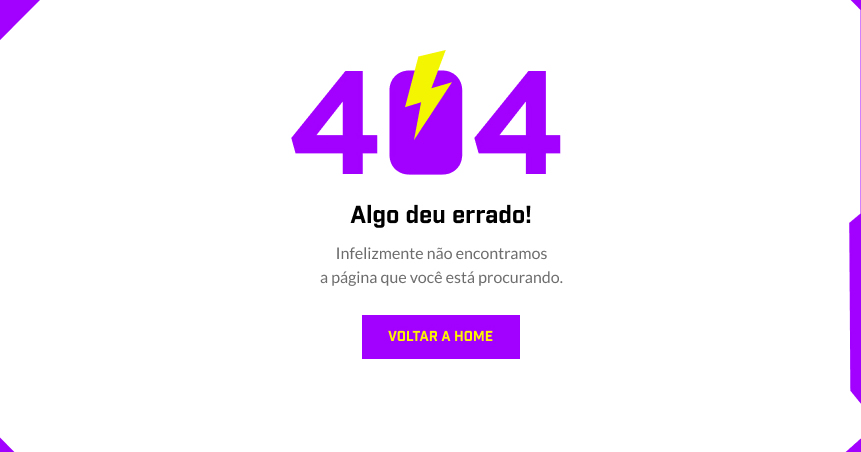 404
Algo deu errado!
Infelizmente não encontramos
a página que você está procurando.
VOLTAR A HOME